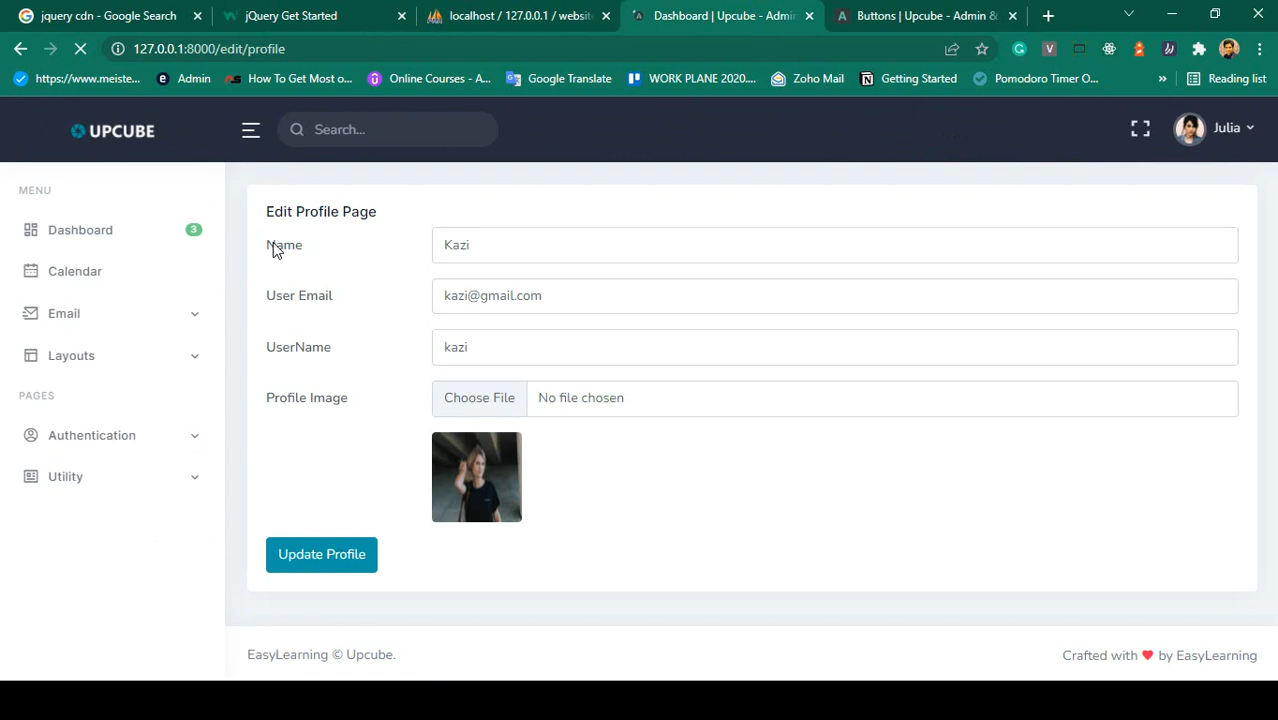 jquery cdn - Google Search
jQuery Get Started
localhost / 127.0.0.1 / websit
Dashboard | Upcube - Admin
Buttons | Upcube - Admin &
127.0.0.1:8000/edit/profile
https://www.meiste...
Admin
How To Get Most o...
Online Courses - A...
Google Translate
WORK PLANE 2020....
Zoho Mail
Getting Started
Pomodoro Timer O...
»
Reading list
UPCUBE
Search...
Julia
MENU
Dashboard
3
Calendar
Email
Layouts
PAGES
Authentication
Utility
Edit Profile Page
Name
Kazi
User Email
kazi@gmail.com
UserName
kazi
Profile Image
Choose File No file chosen
Update Profile
EasyLearning © Upcube.
Crafted with ❤ by EasyLearning